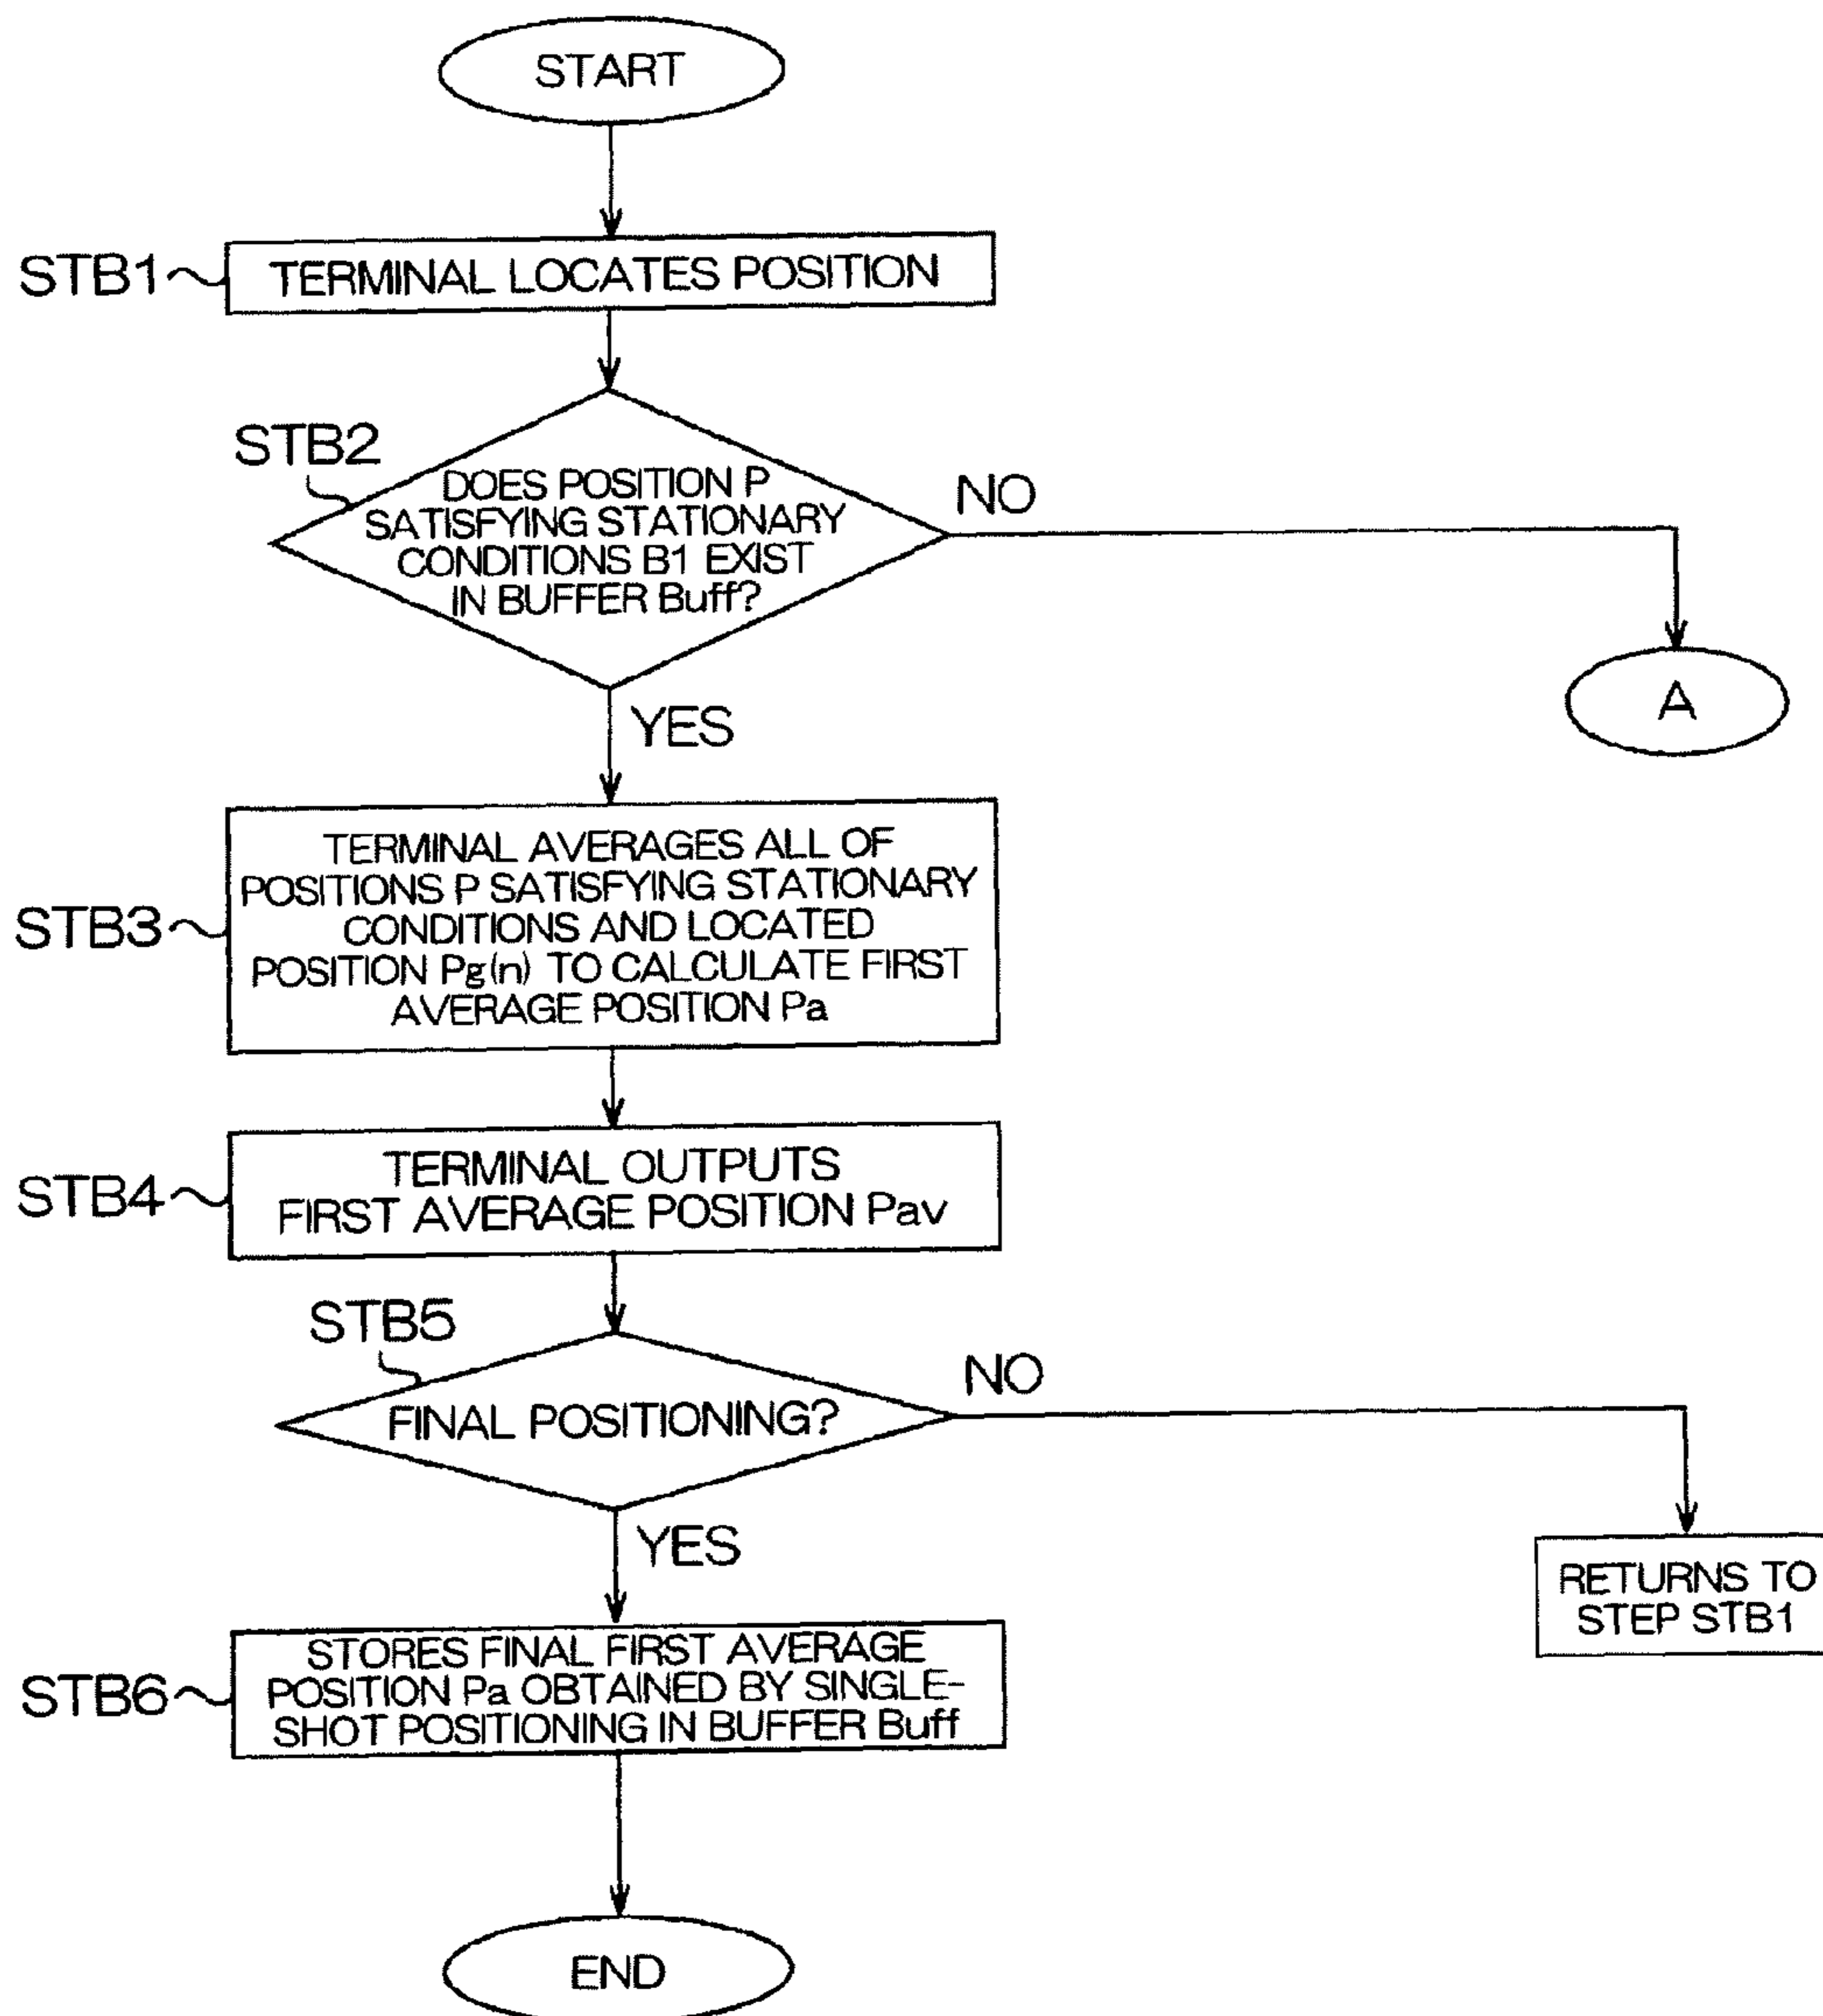 START
STB1
TERMINAL LOCATES POSITION
STB2
DOES POSITION P
SATISFYING STATIONARY
CONDITIONS B1 EXIST
IN BUFFER Buff?
NO
A
YES
STB3
TERMINAL AVERAGES ALL OF
POSITIONS P SATISFYING STATIONARY
CONDITIONS AND LOCATED
POSITION Pg(n) TO CALCULATE FIRST
AVERAGE POSITION Pa
STB4
TERMINAL OUTPUTS
FIRST AVERAGE POSITION Pav
STB5
FINAL POSITIONING?
NO
YES
RETURNS TO
STEP STB1
STB6
STORES FINAL FIRST AVERAGE
POSITION Pa OBTAINED BY SINGLE-
SHOT POSITIONING IN BUFFER Buff
END